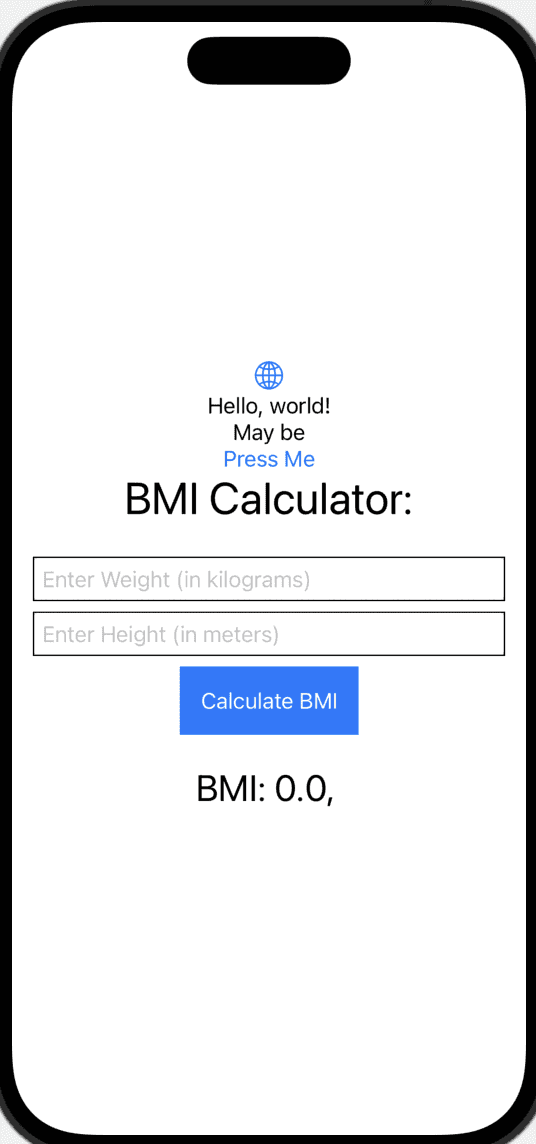 Hello, world!
May be
Press Me
BMI Calculator:
Enter Weight (in kilograms)
Enter Height (in meters)
Calculate BMI
BMI: 0.0,